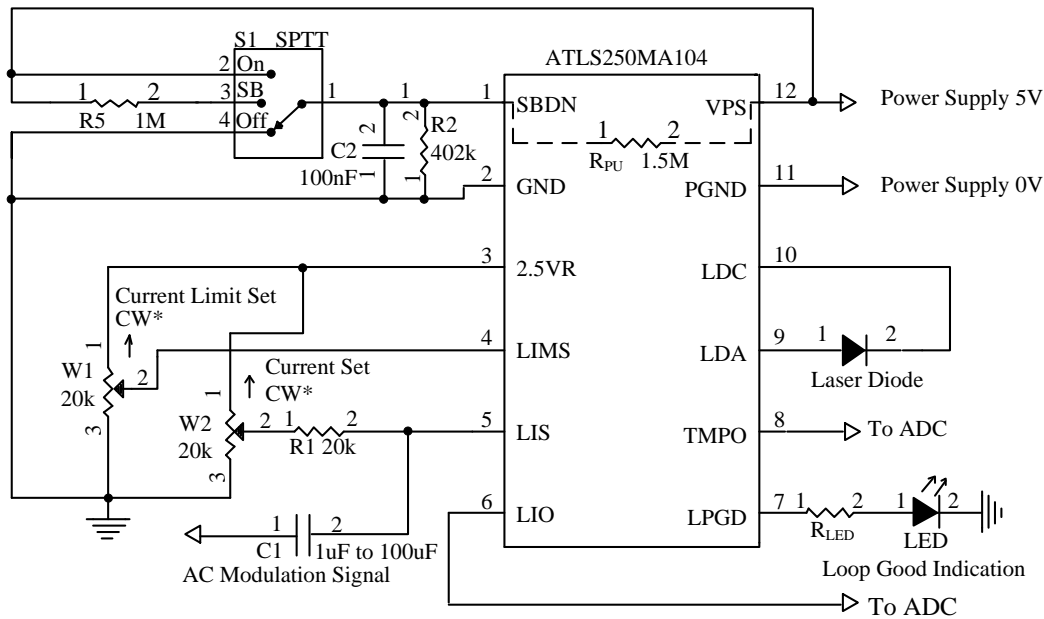 S1 SPTT
ATLS250MA104
2 On
3 SB
4 Off
1
1 2
R5 1M
1
2
C2
100nF
1
2
R2
402k
1
1 SBDN
VPS 12
1 2
RPU 1.5M
Power Supply 5V
2 GND
PGND 11
Power Supply 0V
3 2.5VR
LDC 10
Current Limit Set
CW*
1
W1
20k
2
3
4 LIMS
LDA 9
1 2
Laser Diode
Current Set
CW*
1
W2
20k
2
3
1 2
R1 20k
5 LIS
TMPO 8
To ADC
6 LIO
LPGD 7
1 2
RLED
1 2
LED
Loop Good Indication
1 2
C1 1uF to 100uF
AC Modulation Signal
To ADC